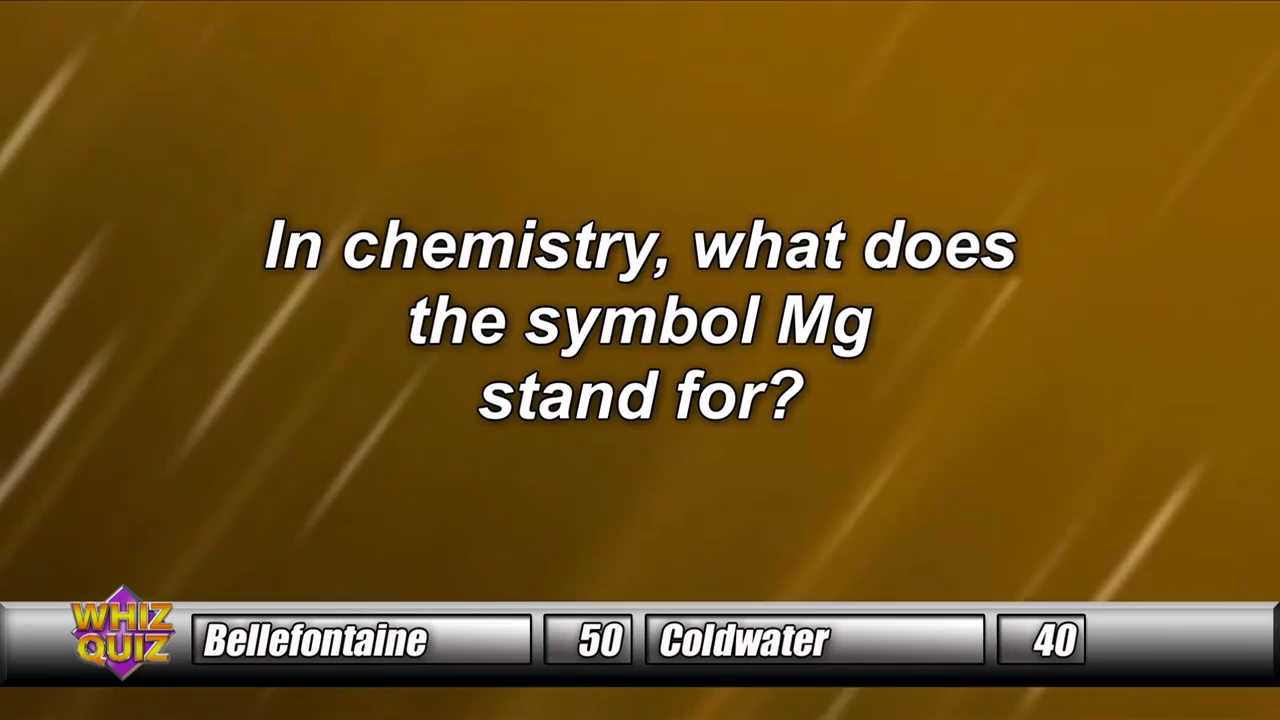 In chemistry, what does
the symbol Mg
stand for?
WHIZ
QUIZ
Bellefontaine 50 Coldwater 40